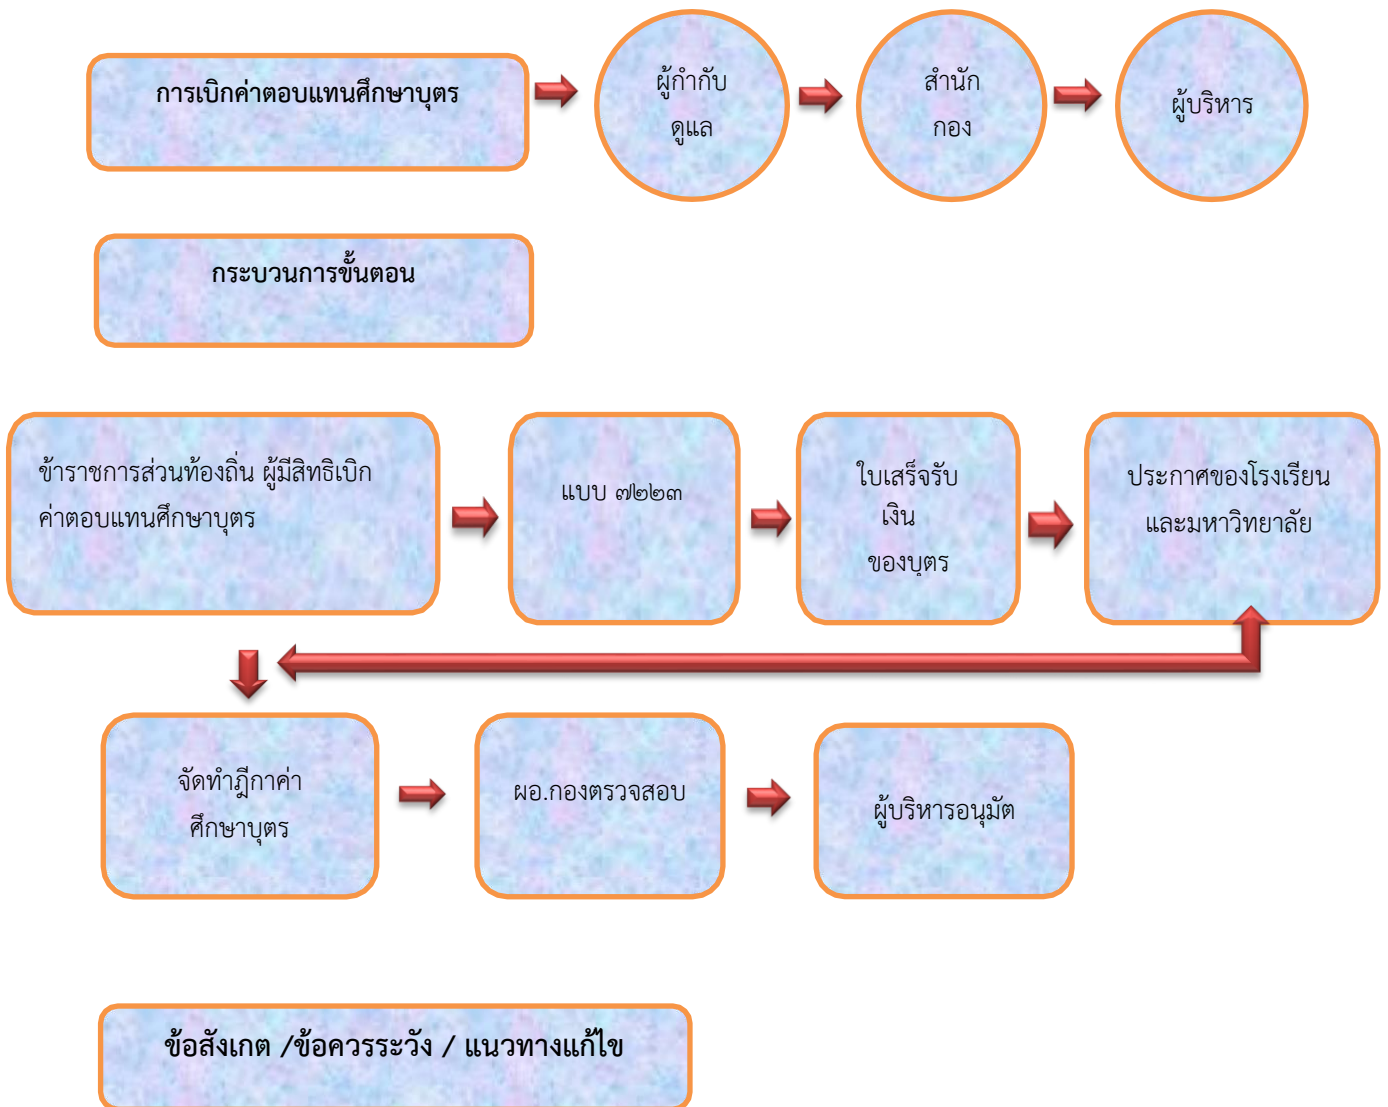 การเบิกค่าตอบแทนศึกษาบุตร
ผู้กำกับ
ดูแล
สำนัก
กอง
ผู้บริหาร
กระบวนการขั้นตอน
ข้าราชการส่วนท้องถิ่น ผู้มีสิทธิเบิก
ค่าตอบแทนศึกษาบุตร
แบบ ๗๒๒๓
ใบเสร็จรับ
เงิน
ของบุตร
ประกาศของโรงเรียน
และมหาวิทยาลัย
จัดทำฎีกาค่า
ศึกษาบุตร
ผอ.กองตรวจสอบ
ผู้บริหารอนุมัต
ข้อสังเกต /ข้อควรระวัง / แนวทางแก้ไข